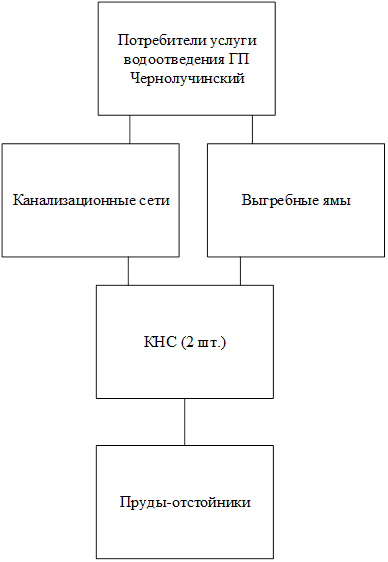 Потребители услуги
водоотведения ГП
Чернолучинский
Канализационные сети
Выгребные ямы
КНС (2 шт.)
Пруды-отстойники